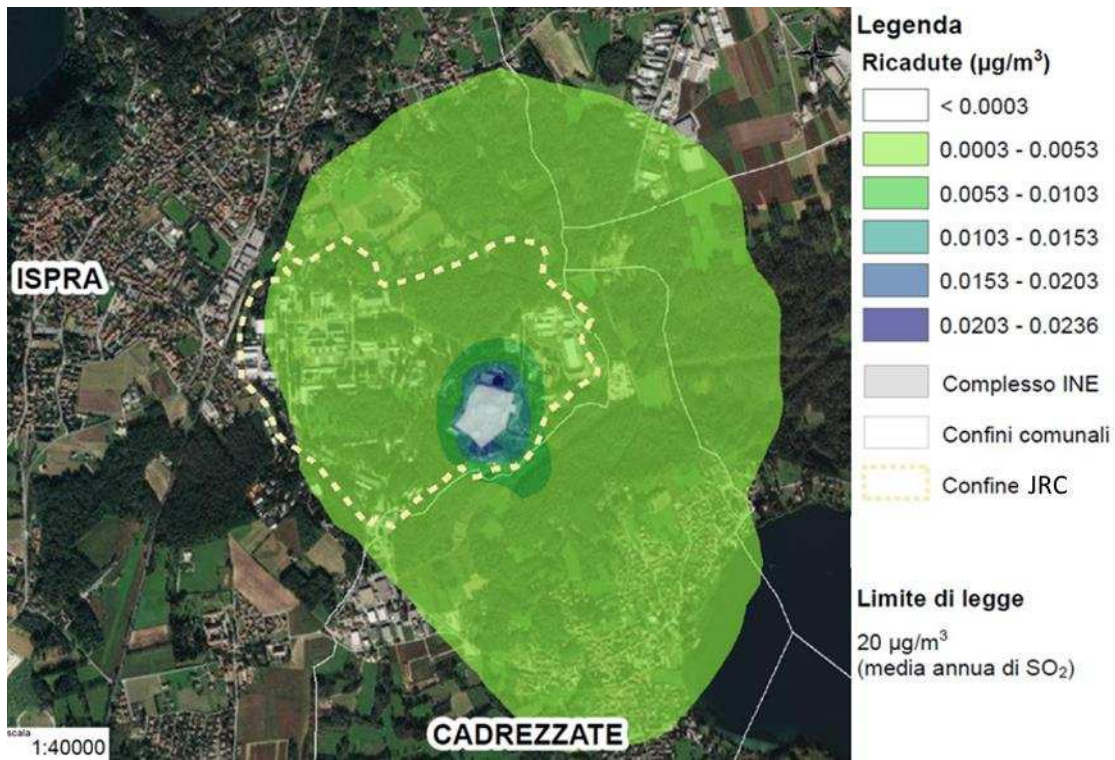 ISPRA
CADREZZATE
scala
1:40000
Legenda
Ricadute (µg/m³)
< 0.0003
0.0003 - 0.0053
0.0053 - 0.0103
0.0103 - 0.0153
0.0153 - 0.0203
0.0203 - 0.0236
Complesso INE
Confini comunali
Confine JRC
Limite di legge
20 µg/m³
(media annua di SO₂)